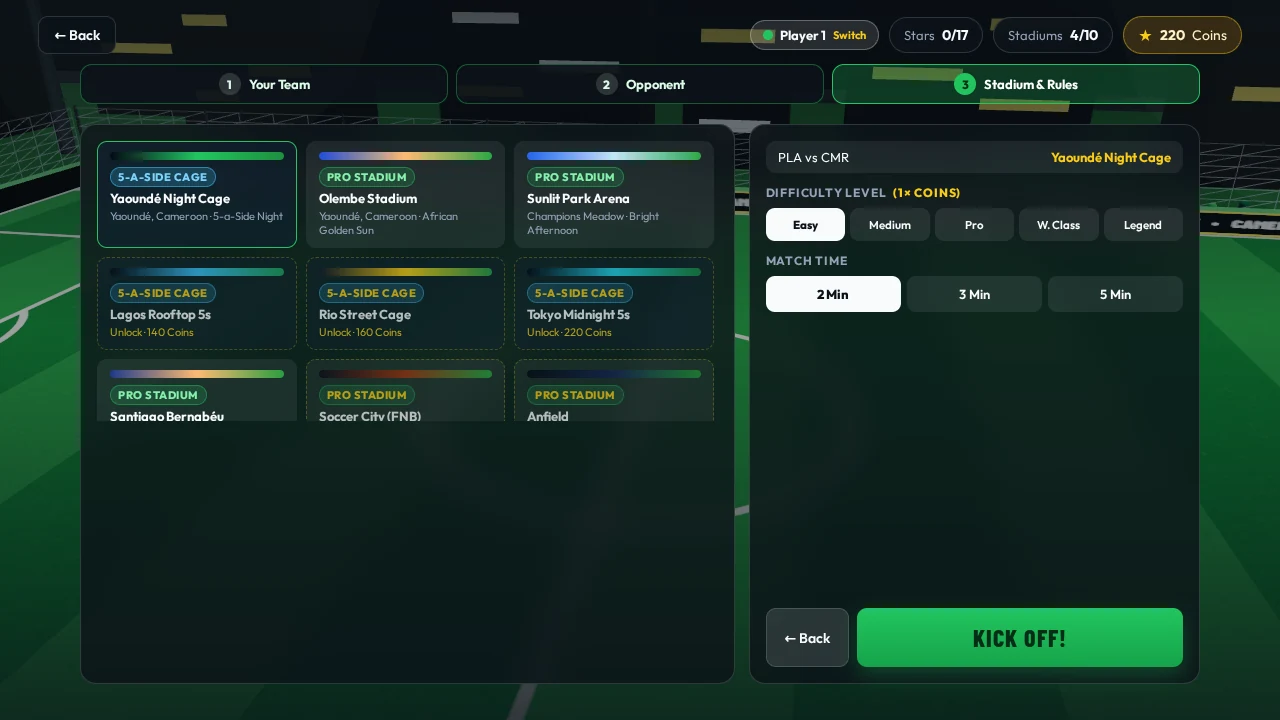 ← Back
Player 1 Switch
Stars 0/17
Stadiums 4/10
★ 220 Coins
1 Your Team
2 Opponent
3 Stadium & Rules
5-A-SIDE CAGE
Yaoundé Night Cage
Yaoundé, Cameroon · 5-a-Side Night
PRO STADIUM
Olembe Stadium
Yaoundé, Cameroon · African
Golden Sun
PRO STADIUM
Sunlit Park Arena
Champions Meadow · Bright
Afternoon
5-A-SIDE CAGE
Lagos Rooftop 5s
Unlock · 140 Coins
5-A-SIDE CAGE
Rio Street Cage
Unlock · 160 Coins
5-A-SIDE CAGE
Tokyo Midnight 5s
Unlock · 220 Coins
PRO STADIUM
Santiago Bernabéu
PRO STADIUM
Soccer City (FNB)
PRO STADIUM
Anfield
PLA vs CMR
Yaoundé Night Cage
DIFFICULTY LEVEL (1× COINS)
Easy
Medium
Pro
W. Class
Legend
MATCH TIME
2 Min
3 Min
5 Min
← Back
KICK OFF!